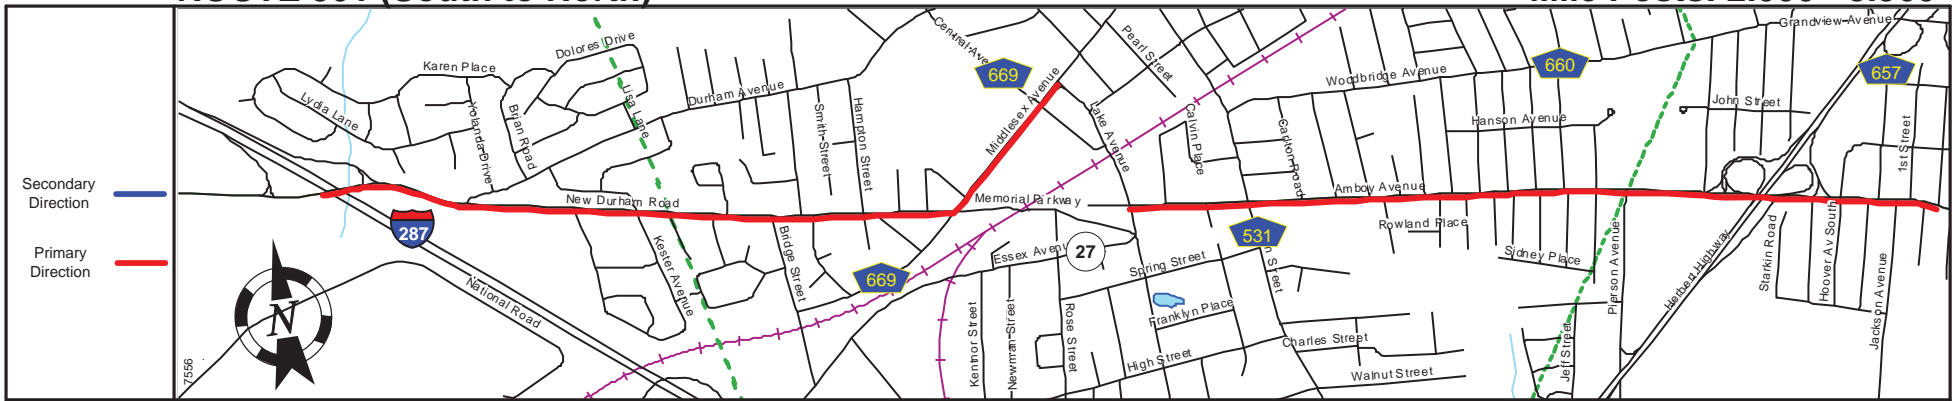 Secondary
Direction
Primary
Direction
Karen Place
Dolores Drive
Lydia Lane
Yolanda Drive
Brian Road
Lisa Lane
Durham Avenue
Smith Street
Hampton Street
Central Ave
669
Middlesex Avenue
Pearl Street
Lake Avenue
Calvin Place
Carlton Road
Woodbridge Avenue
660
Hanson Avenue
John Street
Grandview Avenue
657
1st Street
New Durham Road
Memorial Parkway
Amboy Avenue
Rowland Place
287
Kester Avenue
Bridge Street
669
Essex Avenue
27
Spring Street
531
Sidney Place
Pierson Avenue
Herbert Highway
Starkin Road
Hoover Av South
Jackson Avenue
National Road
N
7556
Kentnor Street
Newman Street
Rose Street
Franklyn Place
High Street
Charles Street
Walnut Street
Jeff Street